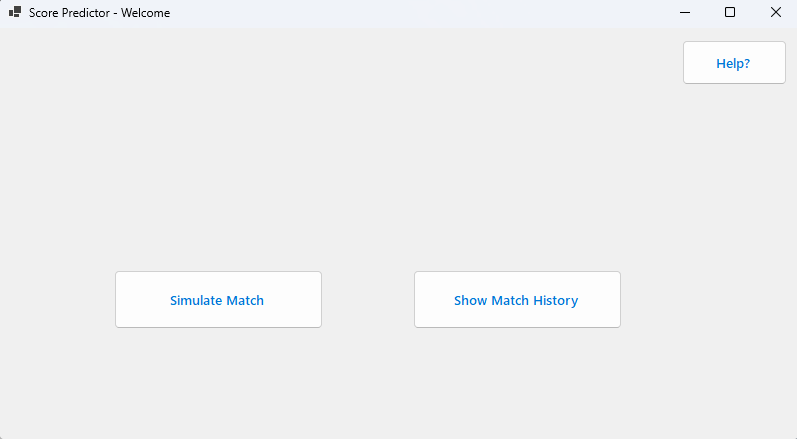 Score Predictor - Welcome
Help?
Simulate Match
Show Match History